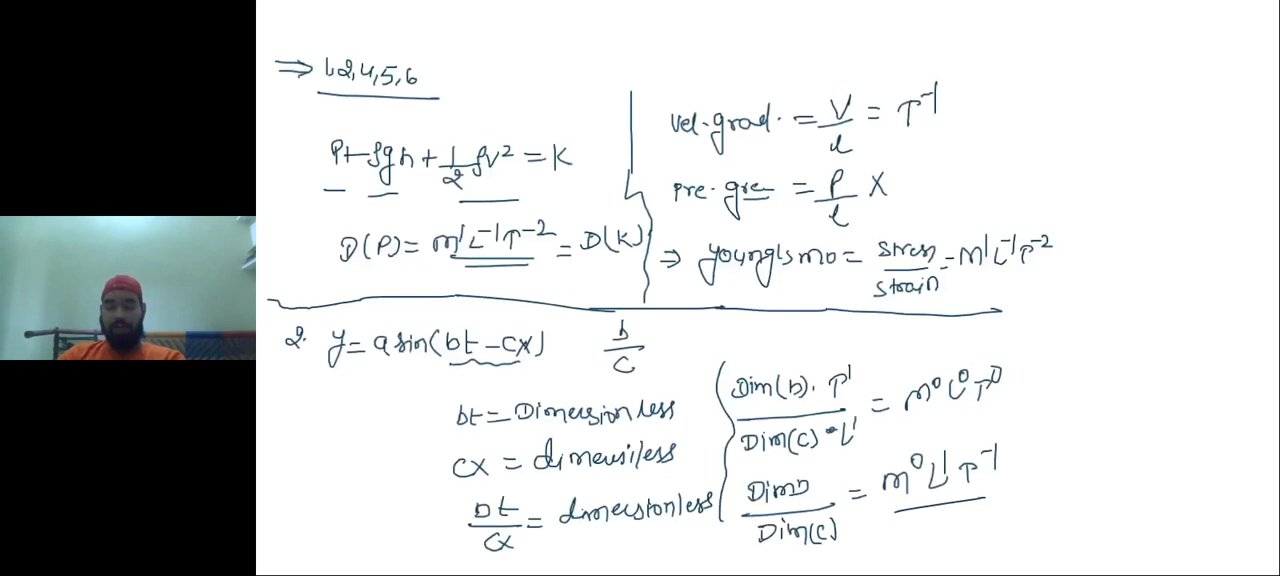 ⇒ 1,2,4,5,6
P + ρgh + 1/2 ρv² = K
D(P) = M¹L⁻¹T⁻² = D(K)
Vel. grad. = V/l = T⁻¹
Pre. gre = P/l X
⇒ young's mo = Stress/Strain = M¹L⁻¹T⁻²
2. y = a sin(bt - cx) b/c
bt = Dimensionless
cx = dimensiless
bt/cx = dimensionless
Dim(b). T¹/Dim(c) • L¹ = M⁰L⁰T⁰
Dimb/Dim(c) = M⁰L¹T⁻¹